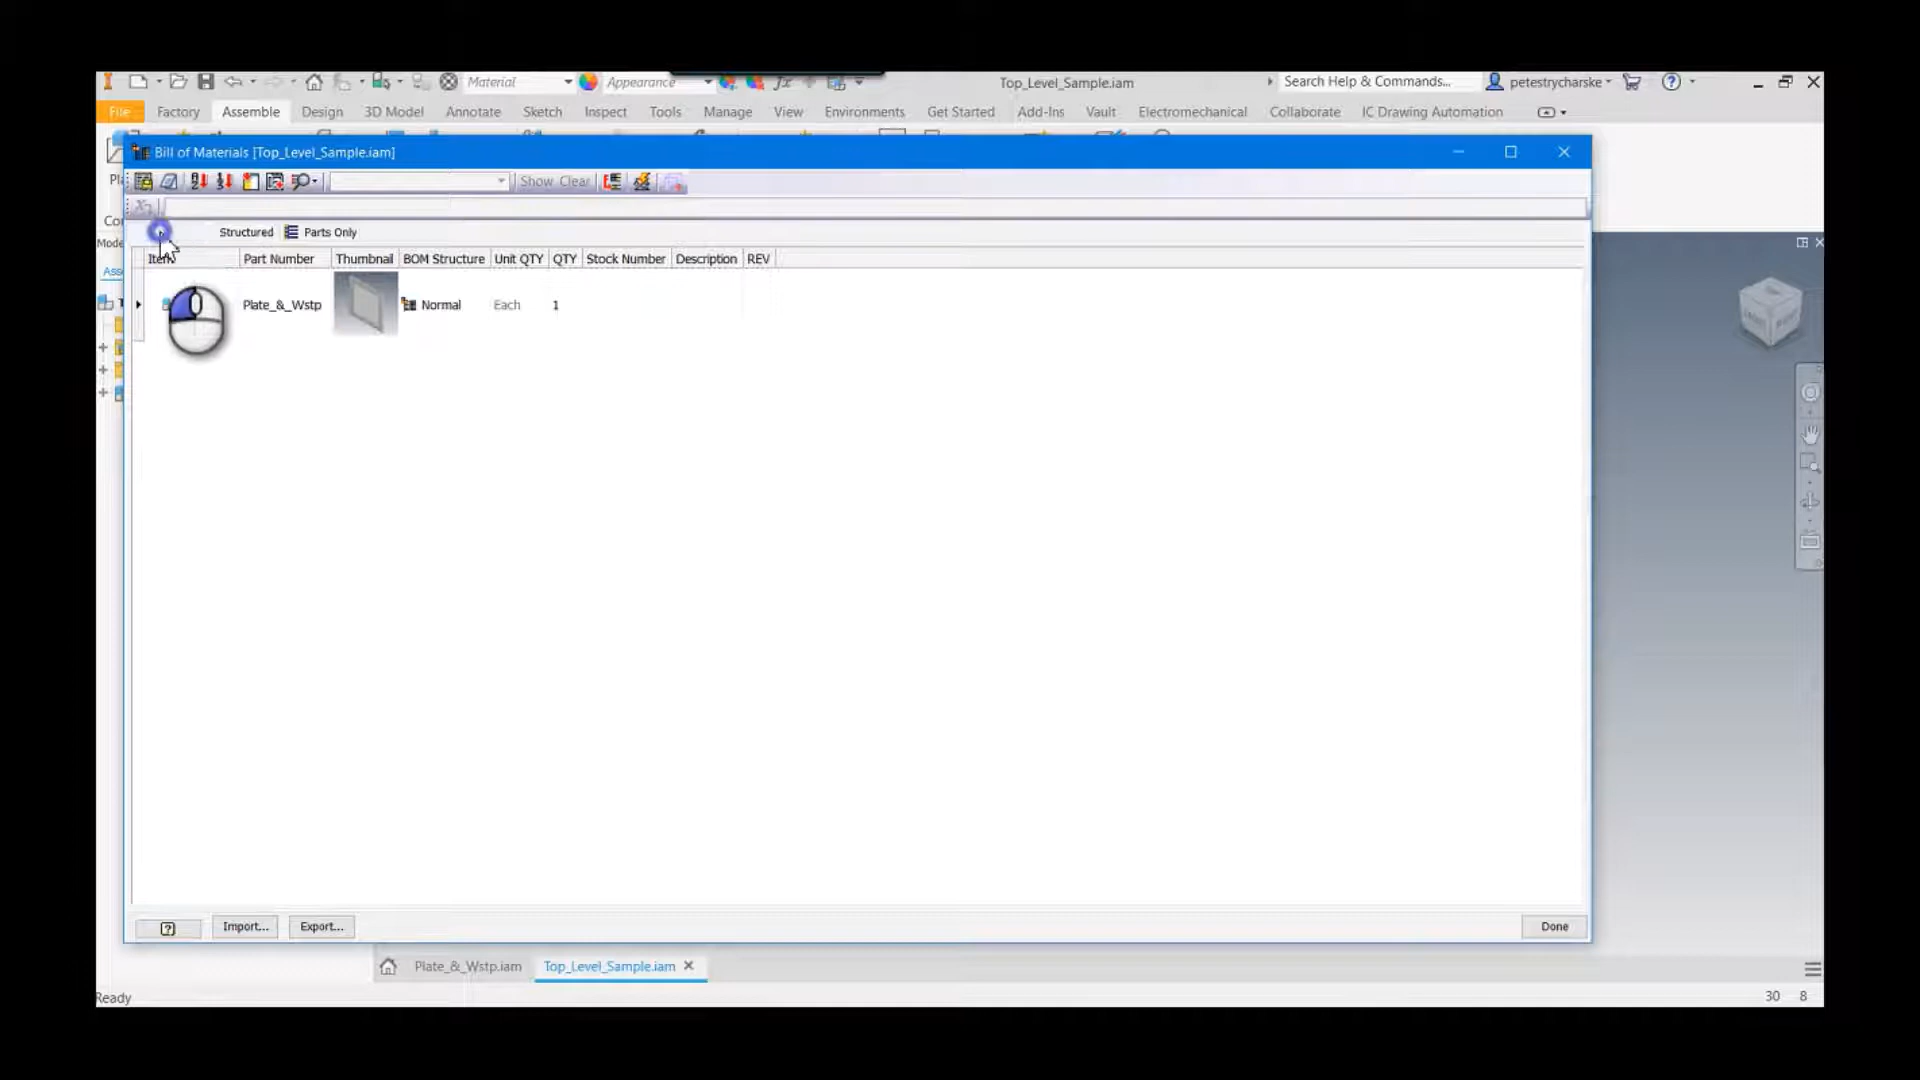 Material
Appearance
Top_Level_Sample.iam
Search Help & Commands...
petestrycharske
File
Factory
Assemble
Design
3D Model
Annotate
Sketch
Inspect
Tools
Manage
View
Environments
Get Started
Add-Ins
Vault
Electromechanical
Collaborate
IC Drawing Automation
Bill of Materials [Top_Level_Sample.iam]
Show Clear
Structured
Parts Only
Item
Part Number
Thumbnail
BOM Structure
Unit QTY
QTY
Stock Number
Description
REV
Plate_&_Wstp
Normal
Each
1
Import...
Export...
Done
Plate_&_Wstp.iam
Top_Level_Sample.iam
Ready
30 8